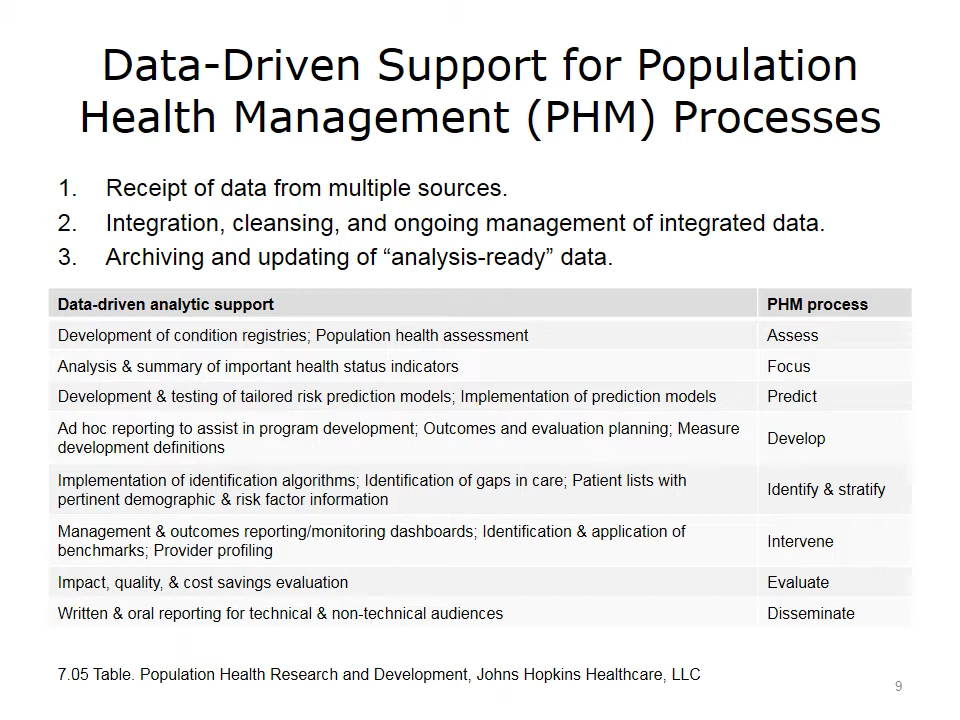 Data-Driven Support for Population
Health Management (PHM) Processes
1. Receipt of data from multiple sources.
2. Integration, cleansing, and ongoing management of integrated data.
3. Archiving and updating of “analysis-ready” data.
Data-driven analytic support PHM process
Development of condition registries; Population health assessment Assess
Analysis & summary of important health status indicators Focus
Development & testing of tailored risk prediction models; Implementation of prediction models Predict
Ad hoc reporting to assist in program development; Outcomes and evaluation planning; Measure
development definitions Develop
Implementation of identification algorithms; Identification of gaps in care; Patient lists with
pertinent demographic & risk factor information Identify & stratify
Management & outcomes reporting/monitoring dashboards; Identification & application of
benchmarks; Provider profiling Intervene
Impact, quality, & cost savings evaluation Evaluate
Written & oral reporting for technical & non-technical audiences Disseminate
7.05 Table. Population Health Research and Development, Johns Hopkins Healthcare, LLC
9